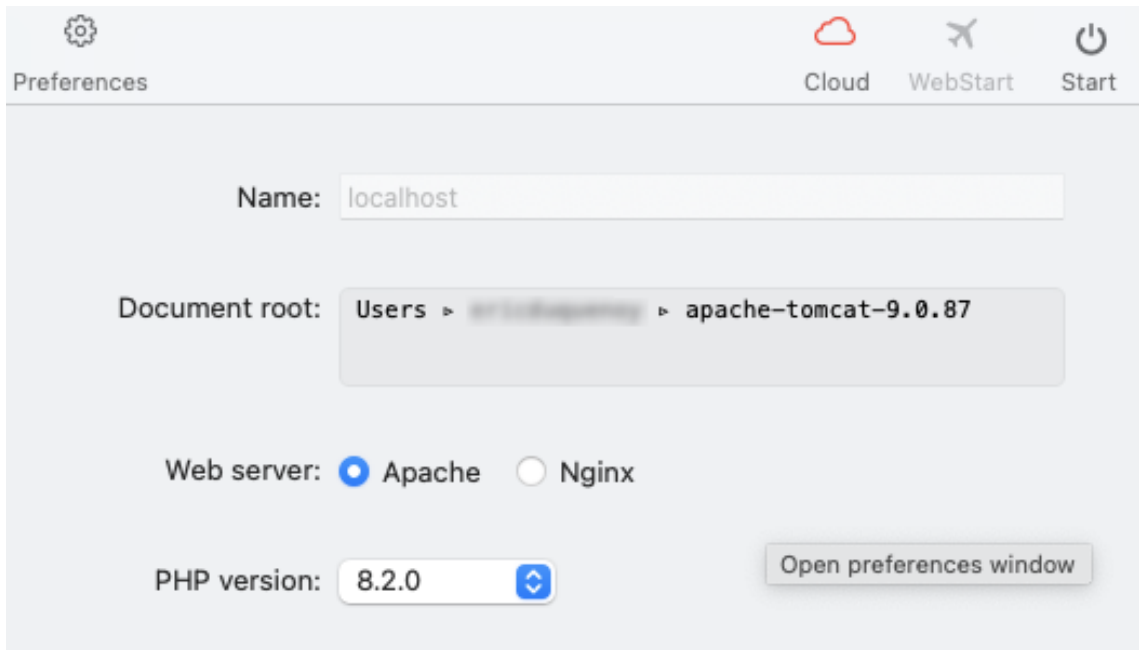 Preferences
Cloud WebStart Start
Name: localhost
Document root: Users ▹ ▹ apache-tomcat-9.0.87
Web server: Apache Nginx
Open preferences window
PHP version: 8.2.0